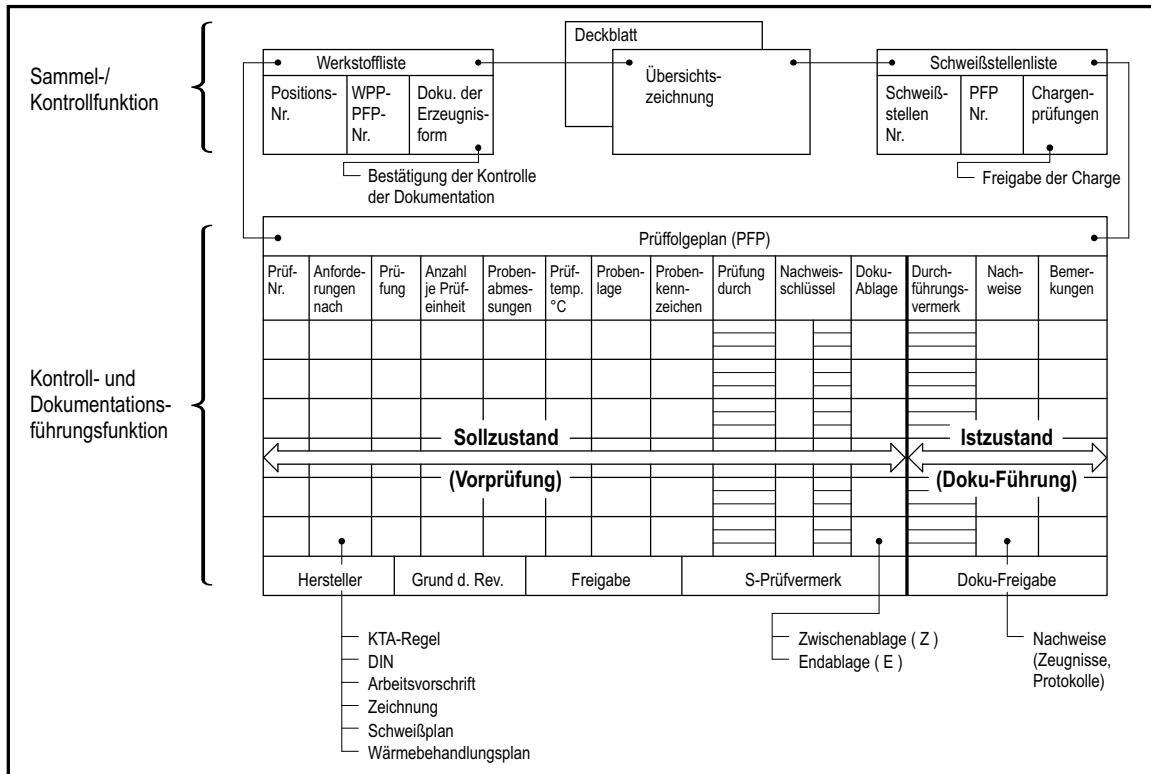 Sammel-/
Kontrollfunktion
Deckblatt
Werkstoffliste
Positions-
Nr.
WPP-
PFP-
Nr.
Doku. der
Erzeugnis-
form
Bestätigung der Kontrolle
der Dokumentation
Übersichts-
zeichnung
Schweißstellenliste
Schweiß-
stellen
Nr.
PFP
Nr.
Chargen-
prüfungen
Freigabe der Charge
Kontroll- und
Dokumentations-
führungsfunktion
Prüffolgeplan (PFP)
Prüf-
Nr.
Anforde-
rungen
nach
Prü-
fung
Anzahl
je Prüf-
einheit
Proben-
abmes-
sungen
Prüf-
temp.
°C
Proben-
lage
Proben-
kennn-
zeichen
Prüfung
durch
Nachweis-
schlüssel
Doku-
Ablage
Durch-
führungs-
vermerk
Nach-
weise
Bemer-
kungen
Sollzustand
(Vorprüfung)
Istzustand
(Doku-Führung)
Hersteller
Grund d. Rev.
Freigabe
S-Prüfvermerk
Doku-Freigabe
KTA-Regel
DIN
Arbeitsvorschrift
Zeichnung
Schweißplan
Wärmebehandlungsplan
Zwischenablage ( Z )
Endablage ( E )
Nachweise
(Zeugnisse,
Protokolle)